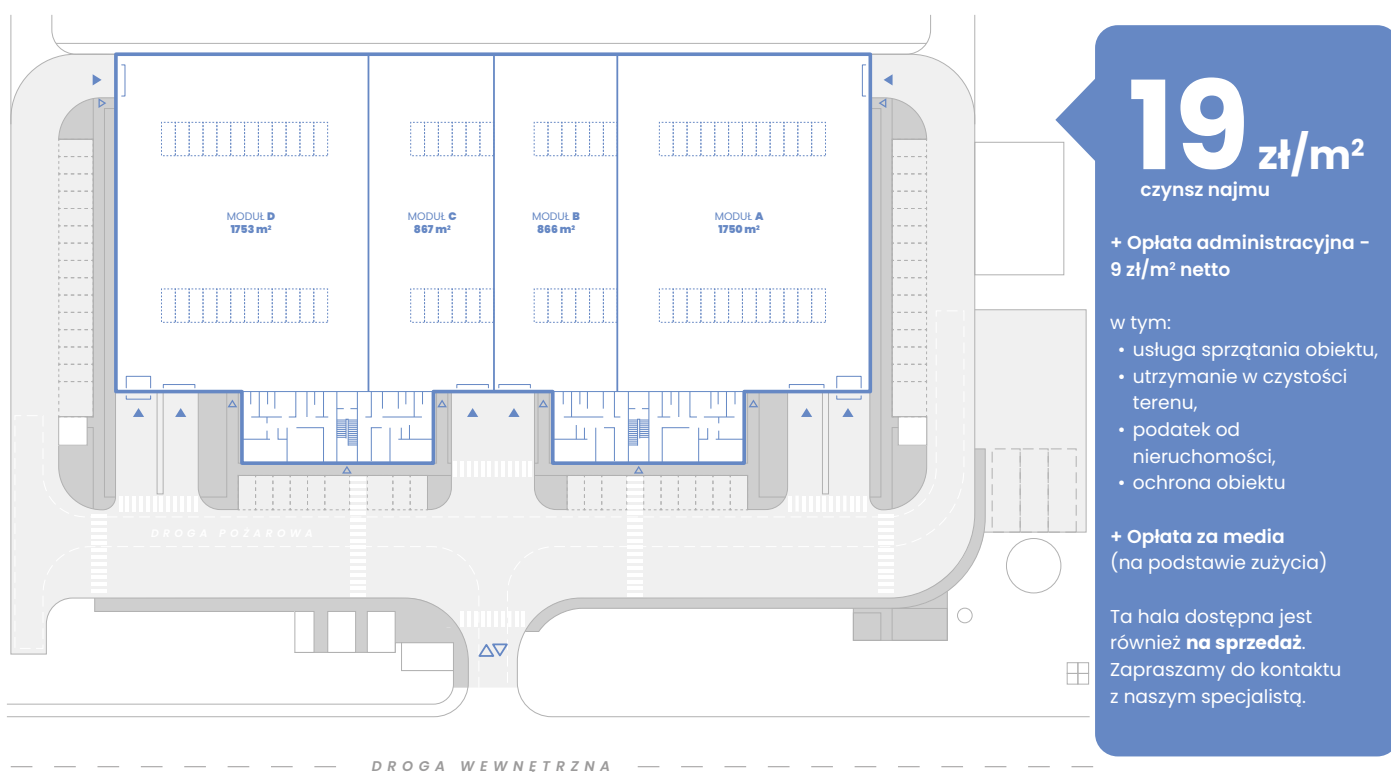 MODUŁ D
1753 m²
MODUŁ C
867 m²
MODUŁ B
866 m²
MODUŁ A
1750 m²
DROGA POŻAROWA
DROGA WEWNĘTRZNA
19 zł/m²
czynsz najmu
+ Opłata administracyjna -
9 zł/m² netto
w tym:
• usługa sprzątania obiektu,
• utrzymanie w czystości
terenu,
• podatek od
nieruchomości,
• ochrona obiektu
+ Opłata za media
(na podstawie zużycia)
Ta hala dostępna jest
również na sprzedaż.
Zapraszamy do kontaktu
z naszym specjalistą.